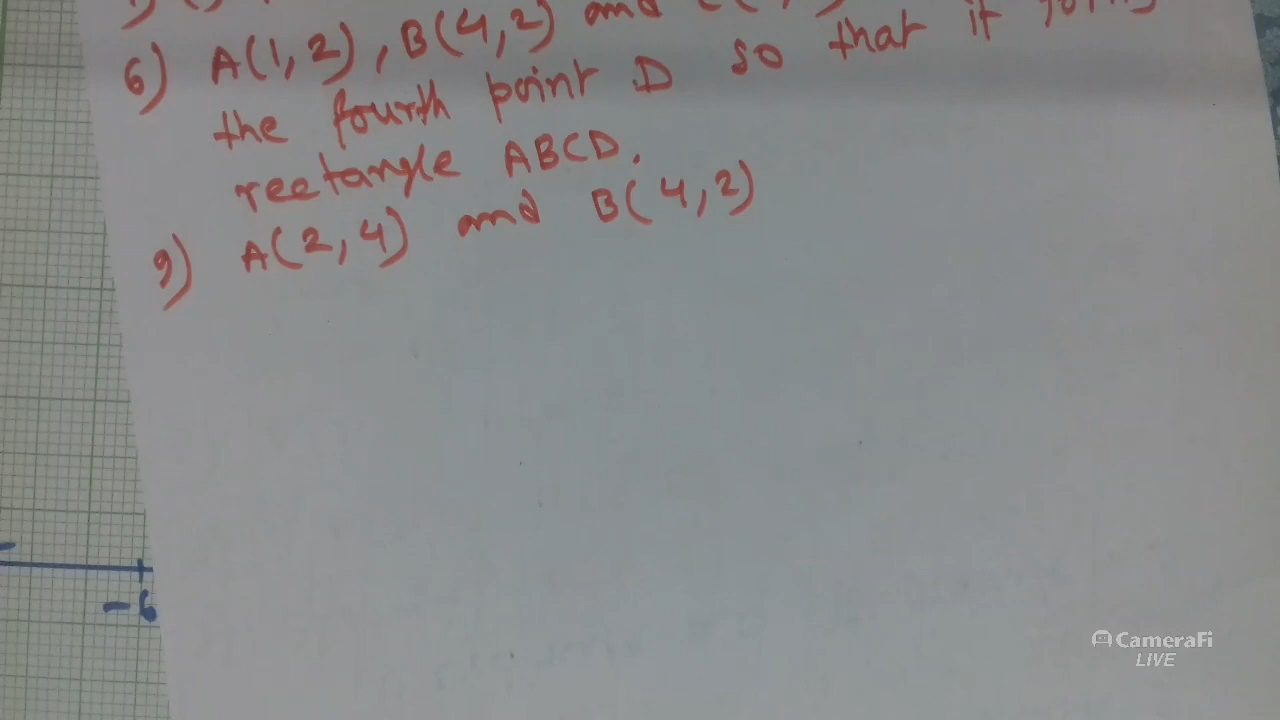 6) A(1,2), B(4,2) and
the fourth point D so that it
rectangle ABCD.
9) A(2,4) and B(4,2)
-6
CameraFi
LIVE